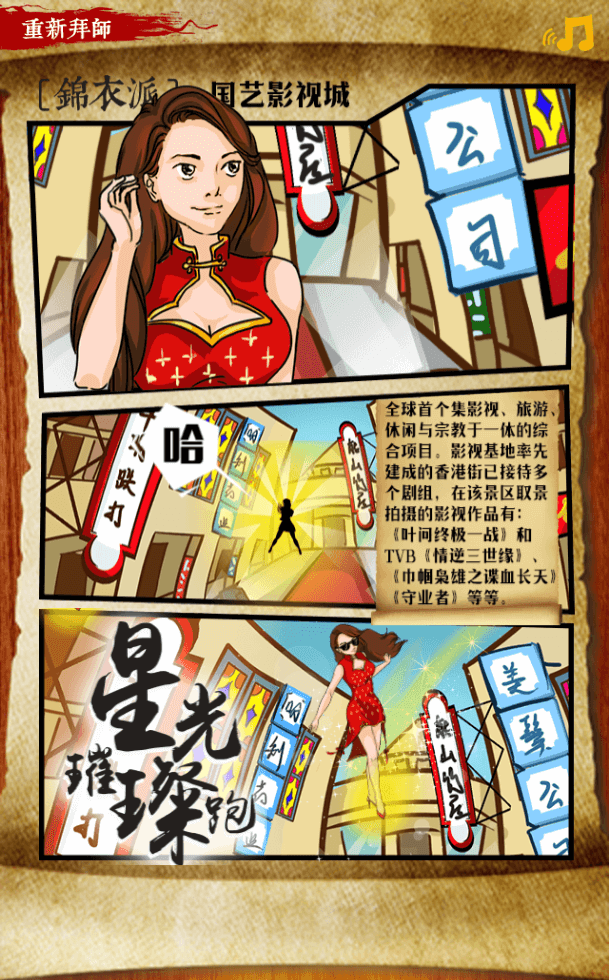 重新拜師
[錦衣派] 国艺影视城
公
司
哈
跌
打
全球首个集影视、旅游、
休闲与宗教于一体的综
合项目。影视基地率先
建成的香港街已接待多
个剧组，在该景区取景
拍摄的影视作品有：
《叶问终极一战》和
TVB《情逆三世缘》、
《巾帼枭雄之谍血长天》
《守业者》等等。
星光
璀璨跑
打
美
公